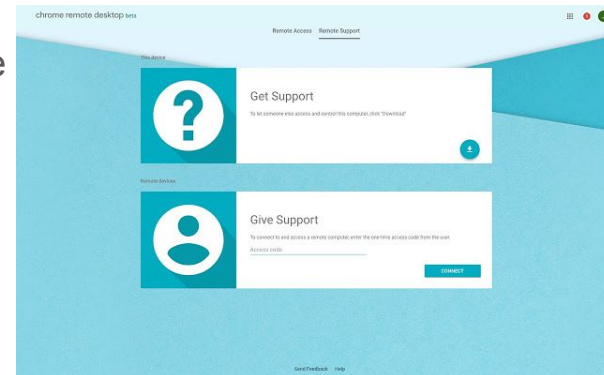 chrome remote desktop beta
Remote Access Remote Support
e
This device
Get Support
To let someone else access and control this computer, click "Download"
Remote devices
Give Support
To connect to and access a remote computer, enter the one-time access code from the user.
Access code
CONNECT
Send Feedback Help